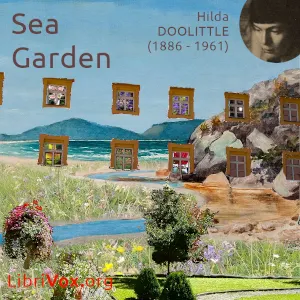 Sea
Garden
Hilda
DOOLITTLE
(1886 - 1961)
LibriVox.org